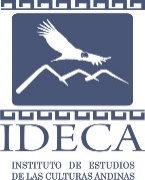 IDECA
INSTITUTO DE ESTUDIOS
DE LAS CULTURAS ANDINAS